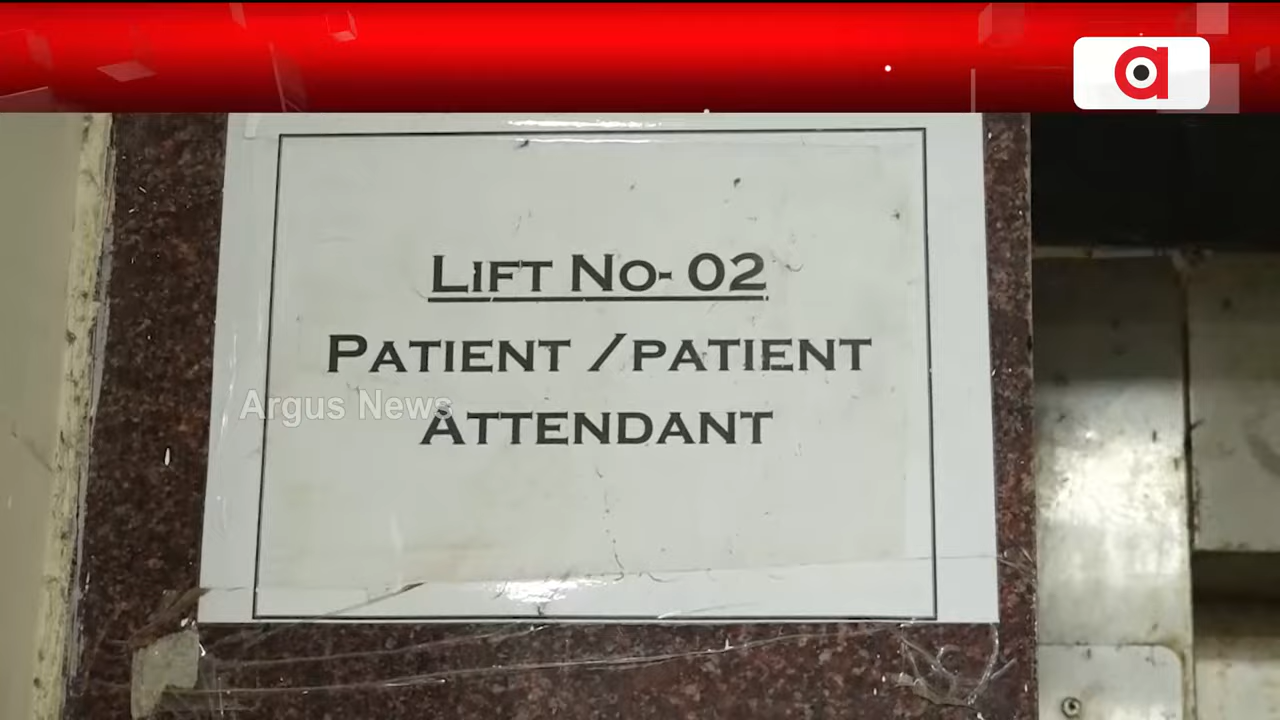 a
LIFT NO- 02
PATIENT /PATIENT
Argus News
ATTENDANT